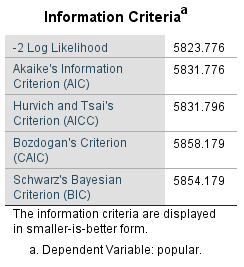 Information Criteriaa
-2 Log Likelihood 5823.776
Akaike's Information 5831.776
Criterion (AIC)
Hurvich and Tsai's 5831.796
Criterion (AICC)
Bozdogan's Criterion 5858.179
(CAIC)
Schwarz's Bayesian 5854.179
Criterion (BIC)
The information criteria are displayed
in smaller-is-better form.
a. Dependent Variable: popular.